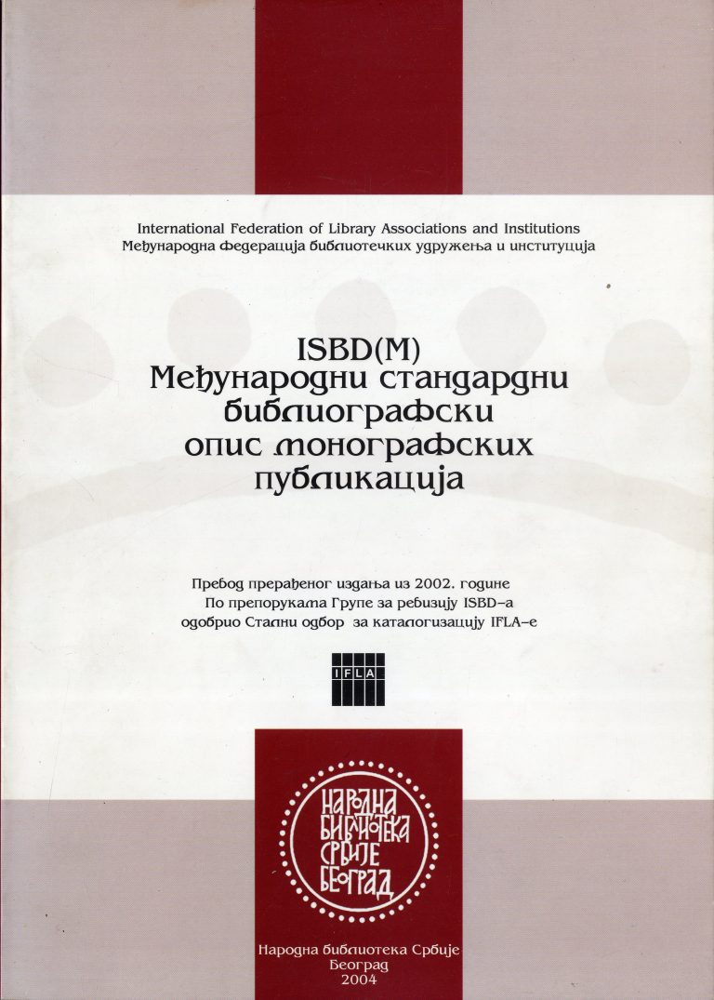 International Federation of Library Associations and Institutions
Међународна федерација библиотечких удружења и институција
ISBD(M)
Међународни стандардни
библиографски
опис монографских
публикација
Превод прерађеног издања из 2002. године
По препорукама Групе за ревизију ISBD-а
одобрио Стални одбор за каталогизацију IFLA-е
IFLA
НАРОДНА
БИБЛИОТЕКА
СРБИЈЕ
БЕОГРАД
Народна библиотека Србије
Београд
2004